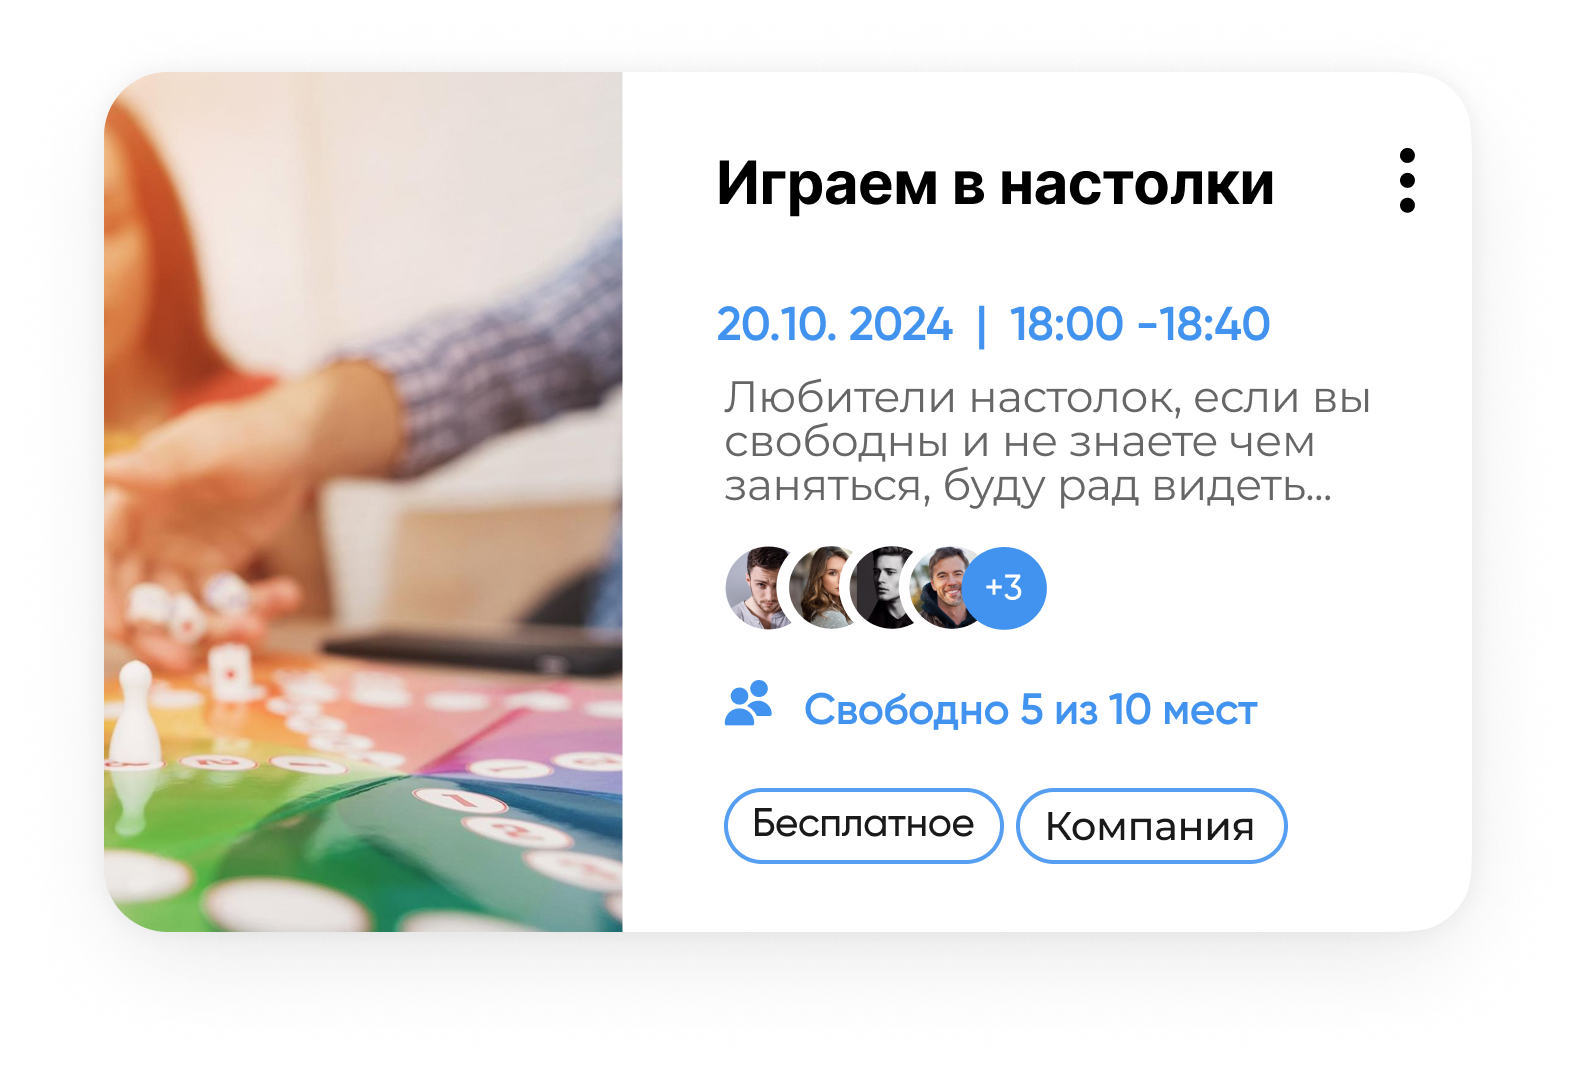 Играем в настолки
20.10. 2024 | 18:00 -18:40
Любители настолок, если вы
свободны и не знаете чем
заняться, буду рад видеть...
+3
Свободно 5 из 10 мест
Бесплатное
Компания